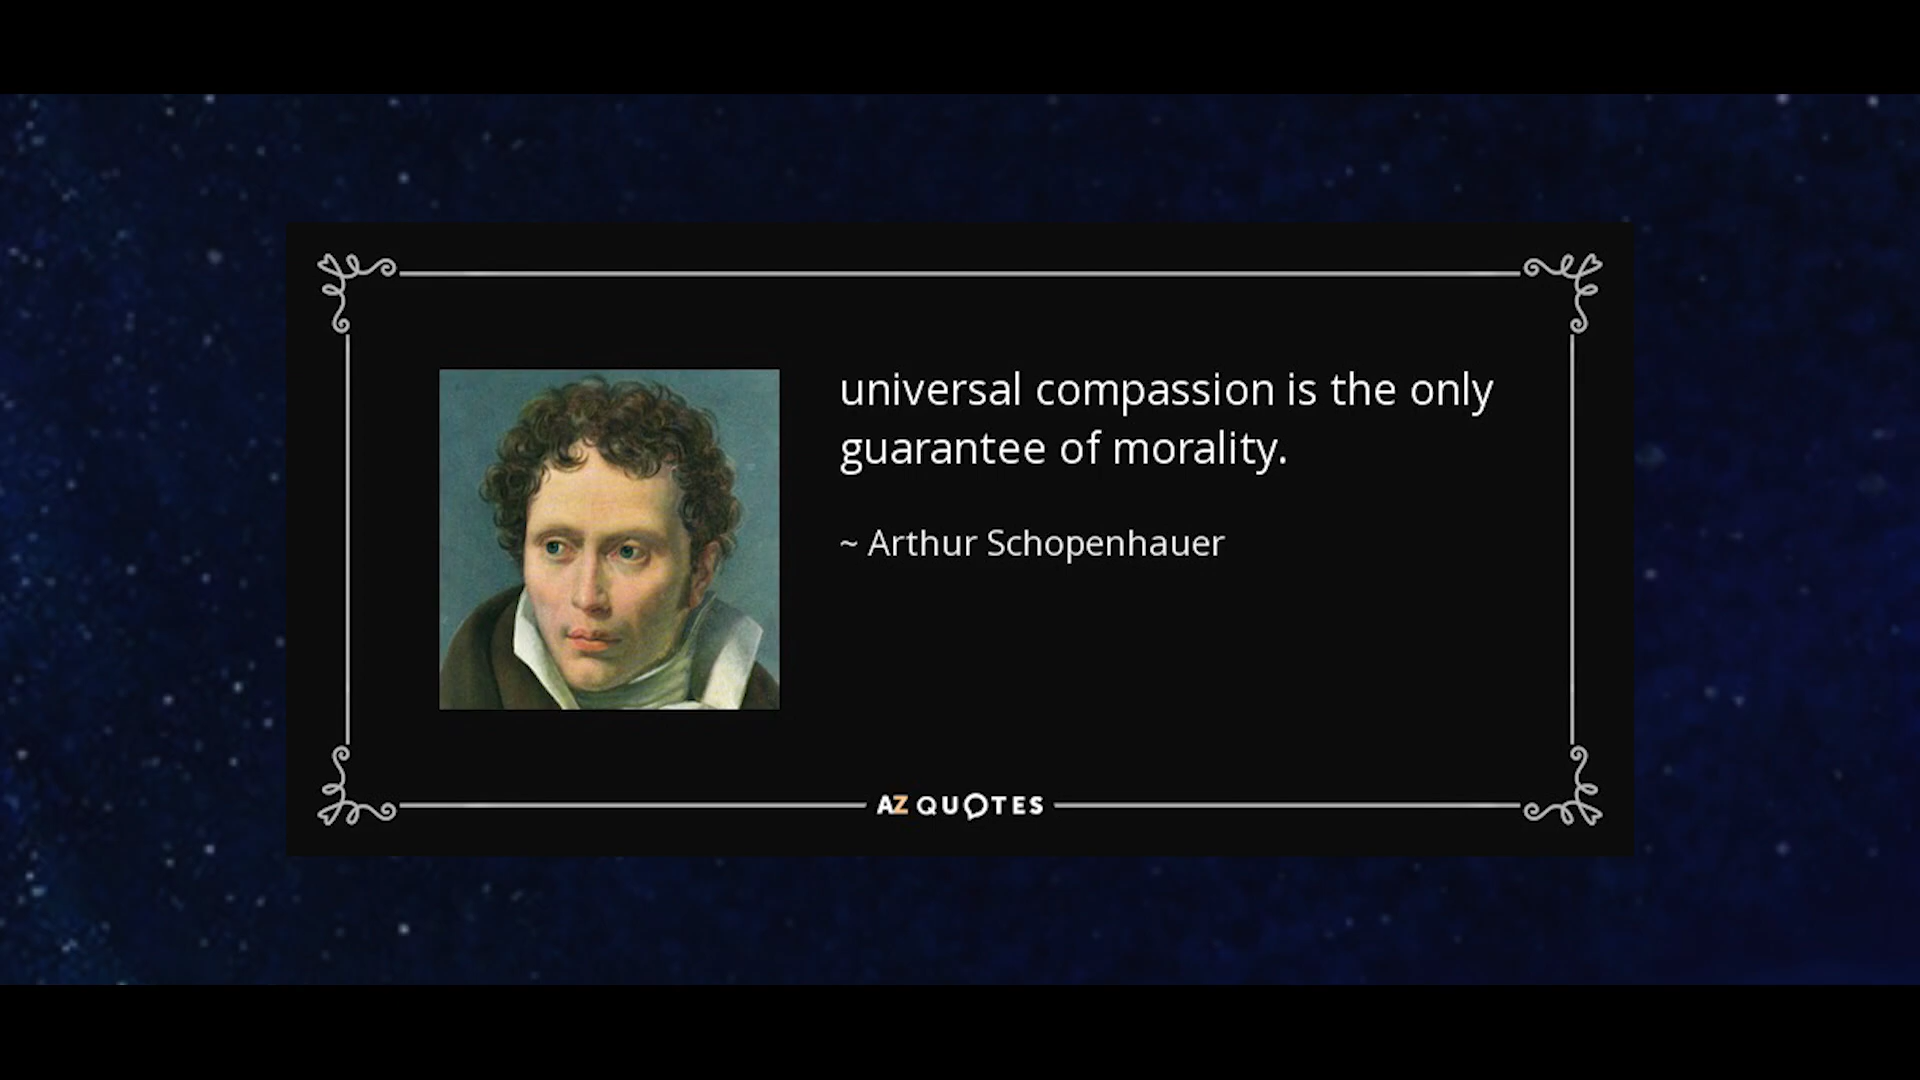 universal compassion is the only
guarantee of morality.
~ Arthur Schopenhauer
AZ QUOTES